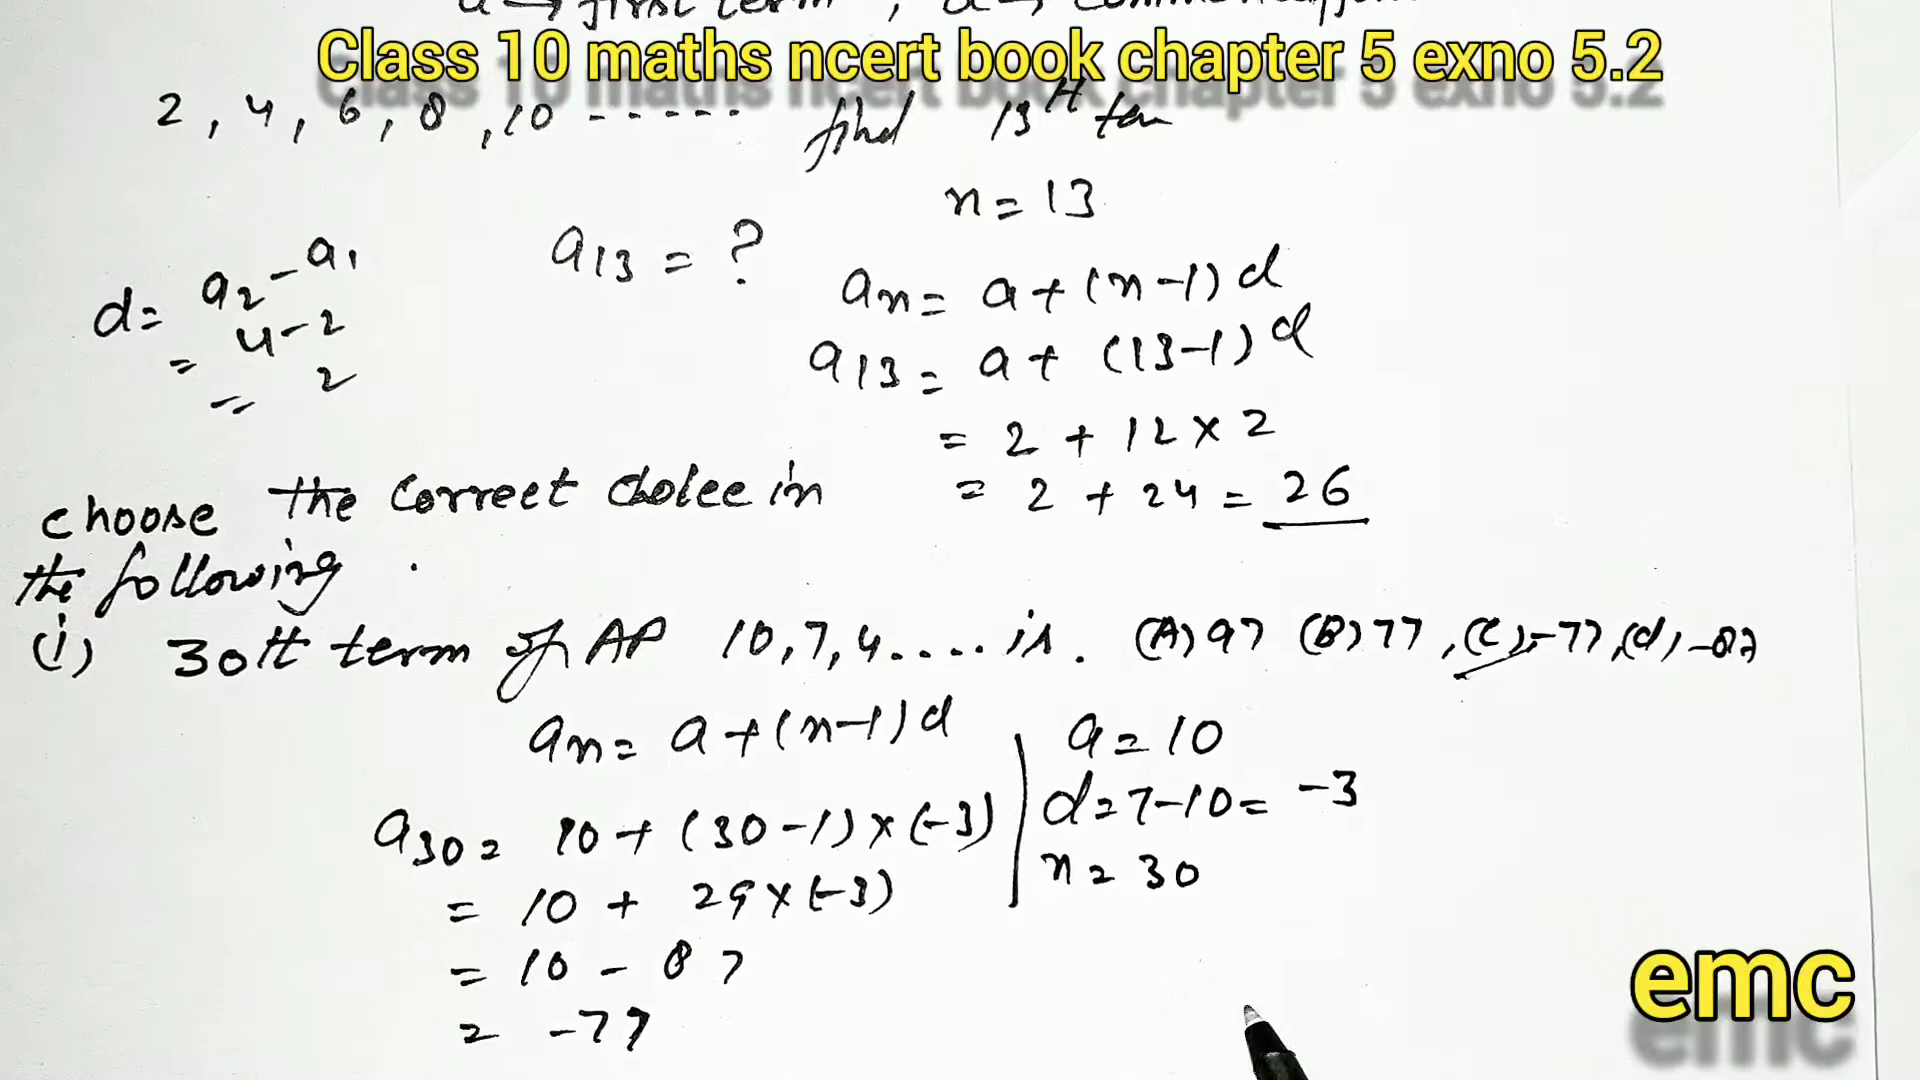 a → first term , d → common
Class 10 maths ncert book chapter 5 exno 5.2
2 , 4 , 6 , 8 , 10 ------ find 13th ter
n = 13
a13 = ?
d = a2 - a1
= 4 - 2
= 2
an = a + (n-1) d
a13 = a + (13-1) d
= 2 + 12 × 2
= 2 + 24 = 26
choose the correct choice in
the following .
(i) 30th term of AP 10,7,4.... is. (A) 97 (B) 77 , (C), -77, (d) -87
an = a + (n-1) d
a = 10
d = 7-10 = -3
n = 30
a30 = 10 + (30-1) × (-3)
= 10 + 29 × (-3)
= 10 - 87
= -77
emc